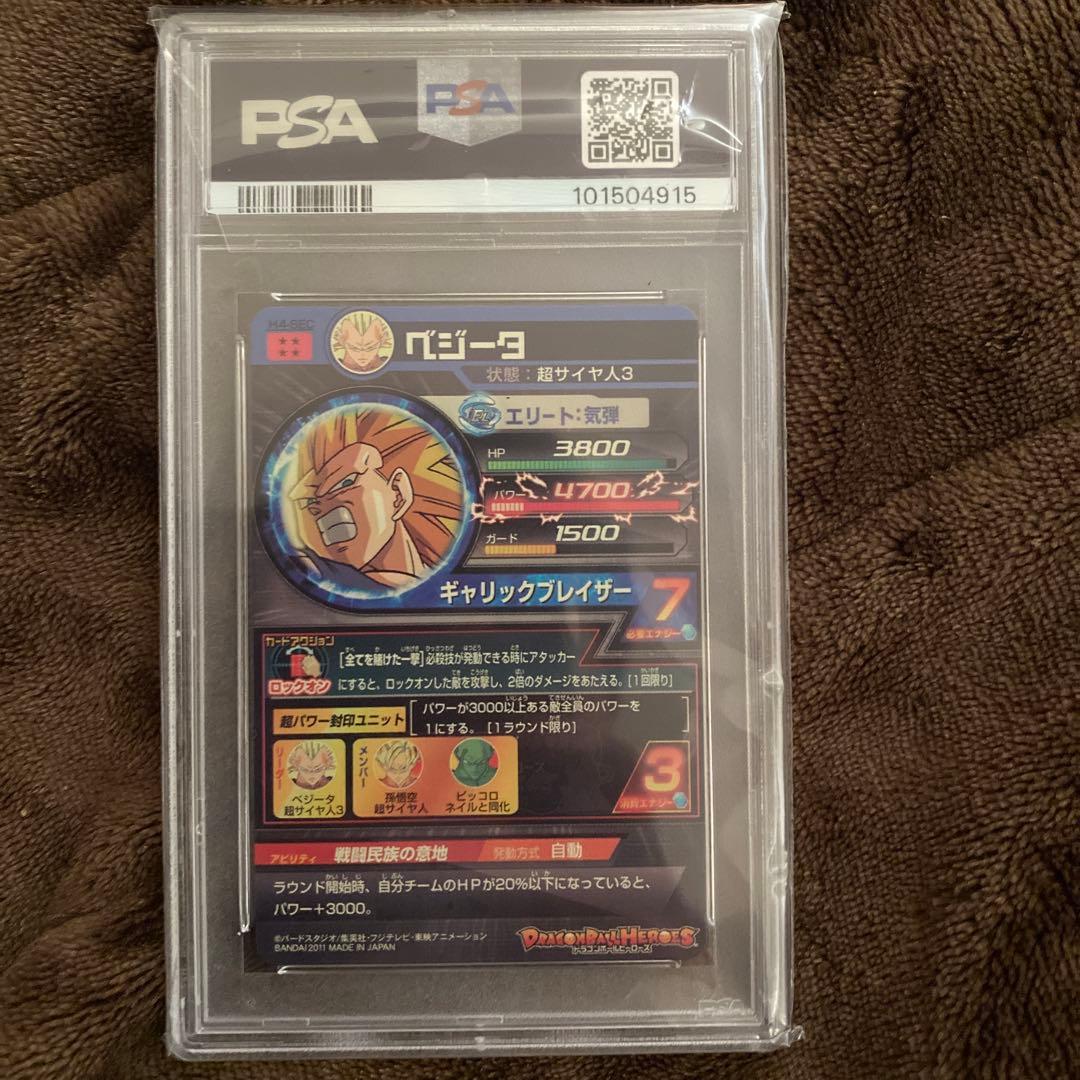 PSA
PSA
101504915
H4-SEC
ベジータ
状態：超サイヤ人3
EL エリート：気弾
HP 3800
パワー 4700
ガード 1500
ギャリックブレイザー
7
必要エナジー
カードアクション
ロックオン
[全てを賭けた一撃]必殺技が発動できる時にアタッカー
にすると、ロックオンした敵を攻撃し、2倍のダメージをあたえる。[1回限り]
超パワー封印ユニット
パワーが3000以上ある敵全員のパワーを
1にする。[1ラウンド限り]
リーダー
ベジータ
超サイヤ人3
メンバー
孫悟空
超サイヤ人
ピッコロ
ネイルと同化
3
消費エナジー
アビリティ 戦闘民族の意地 発動方式 自動
ラウンド開始時、自分チームのHPが20%以下になっていると、
パワー＋3000。
©バードスタジオ/集英社・フジテレビ・東映アニメーション
BANDAI 2011 MADE IN JAPAN
DRAGONBALL HEROES
ドラゴンボールヒーローズ
PSA